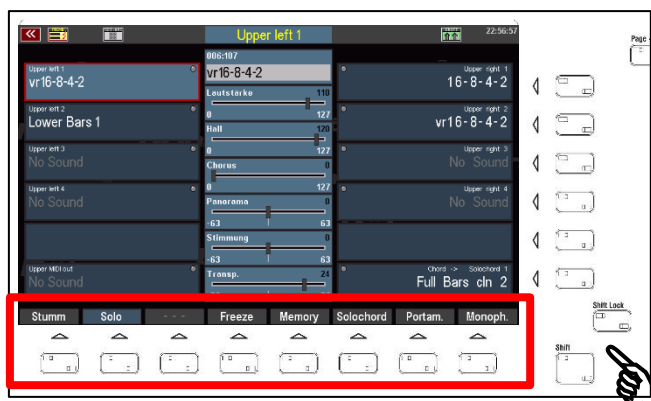 Upper left 1
22:56:57
Page
006:107
vr16-8-4-2
Upper left 1
vr16-8-4-2
Upper left 2
Lower Bars 1
Upper left 3
No Sound
Upper left 4
No Sound
Upper MIDI out
No Sound
Lautstärke 110
0 127
Hall 120
0 127
Chorus 0
0 127
Panorama 0
-63 63
Stimmung 0
-63 63
Transp. 24
Upper right 1
16-8-4-2
Upper right 2
vr16-8-4-2
Upper right 3
No Sound
Upper right 4
No Sound
Chord -> Solochord 1
Full Bars cln 2
Stumm Solo --- Freeze Memory Solochord Portam. Monoph.
Shift Lock
Shift